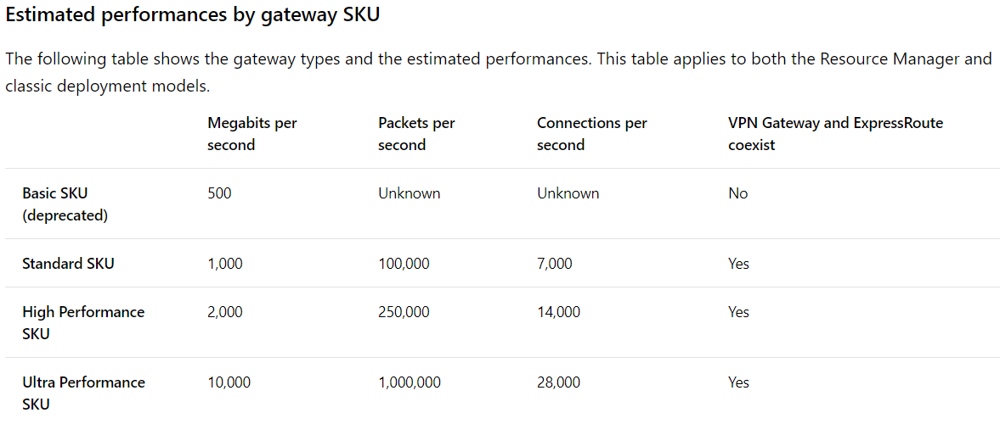 Estimated performances by gateway SKU
The following table shows the gateway types and the estimated performances. This table applies to both the Resource Manager and
classic deployment models.
Megabits per second Packets per second Connections per second VPN Gateway and ExpressRoute coexist
Basic SKU (deprecated) 500 Unknown Unknown No
Standard SKU 1,000 100,000 7,000 Yes
High Performance SKU 2,000 250,000 14,000 Yes
Ultra Performance SKU 10,000 1,000,000 28,000 Yes